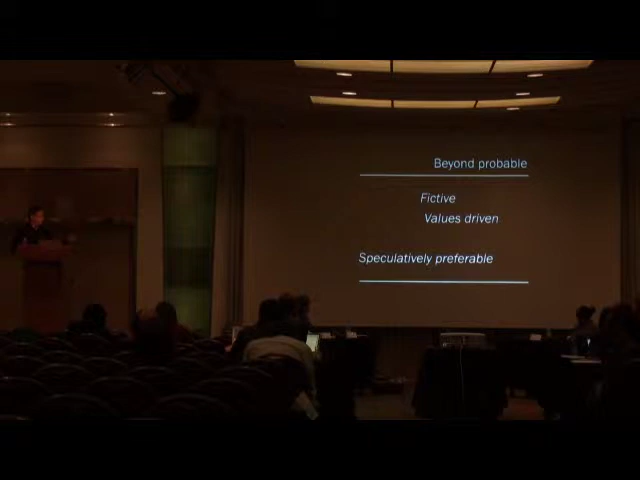 Beyond probable
Fictive
Values driven
Speculatively preferable